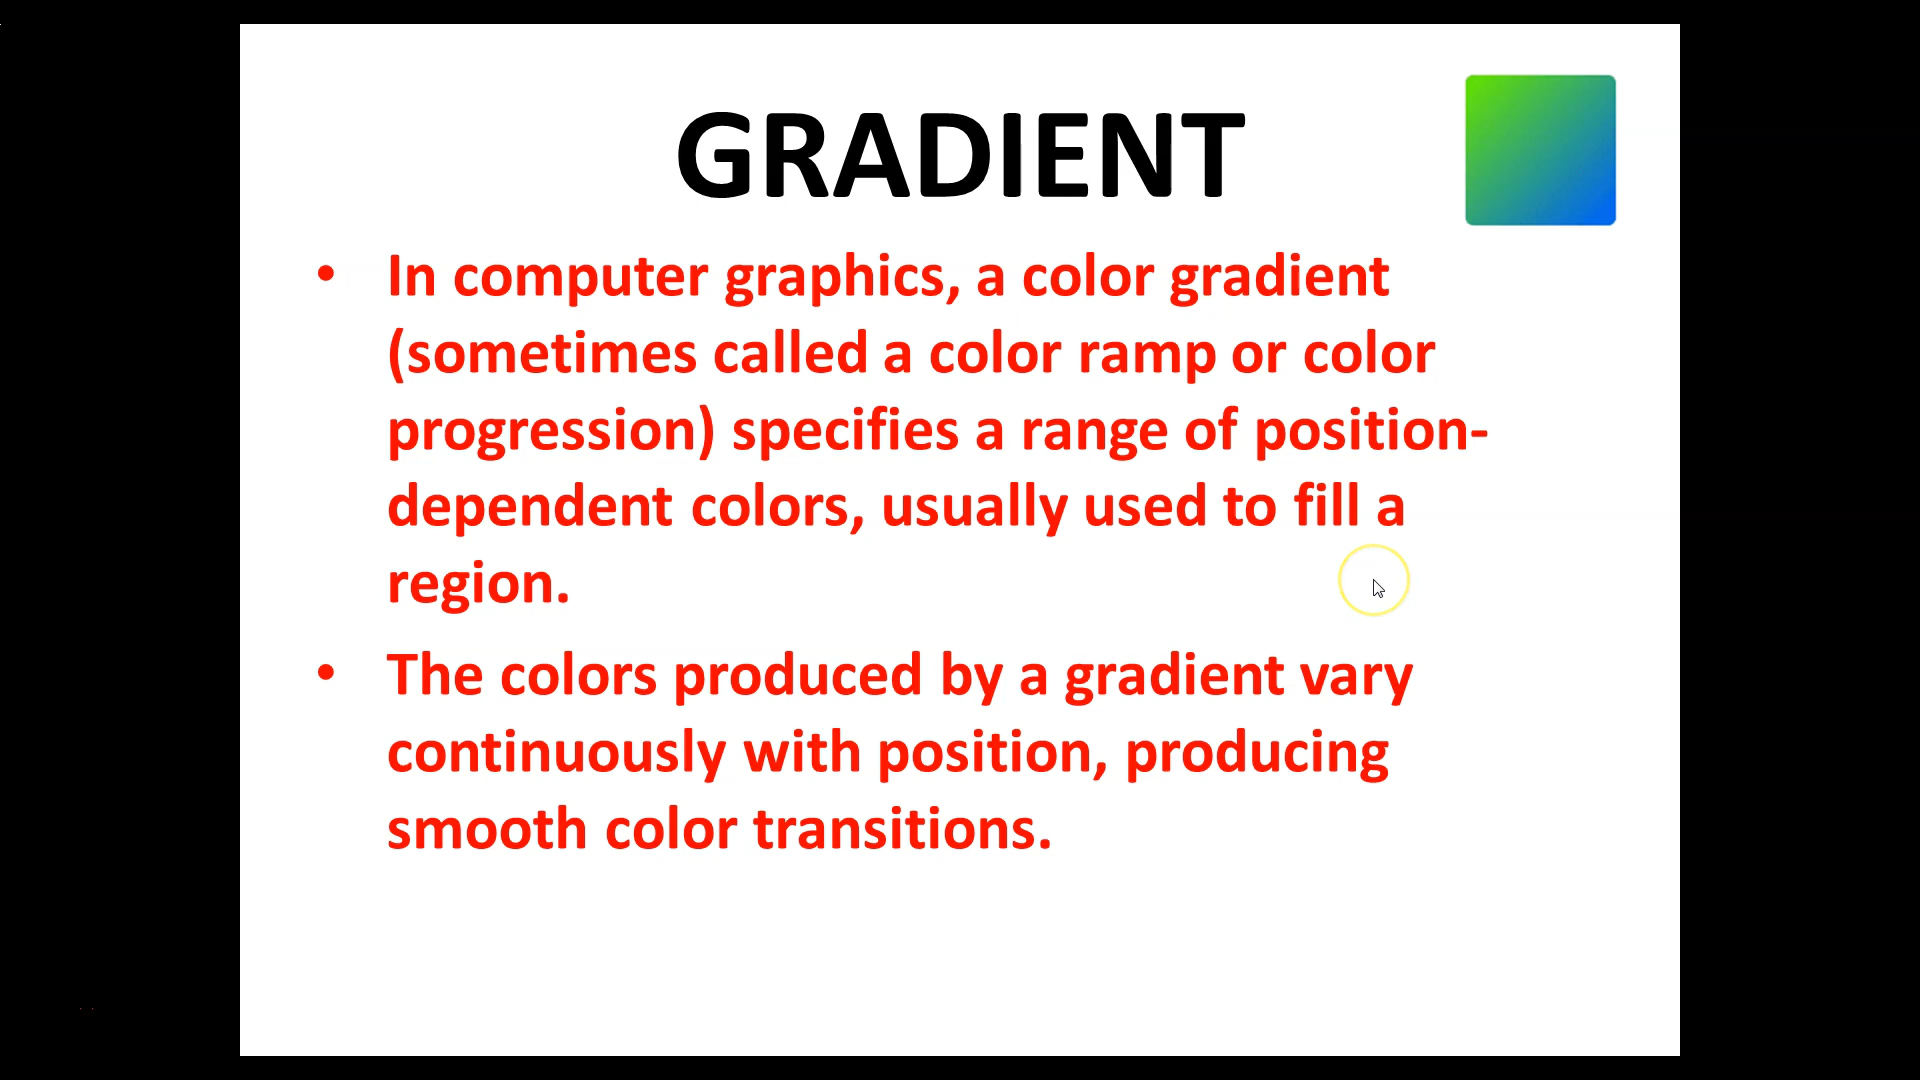 GRADIENT
• In computer graphics, a color gradient
(sometimes called a color ramp or color
progression) specifies a range of position-
dependent colors, usually used to fill a
region.
• The colors produced by a gradient vary
continuously with position, producing
smooth color transitions.